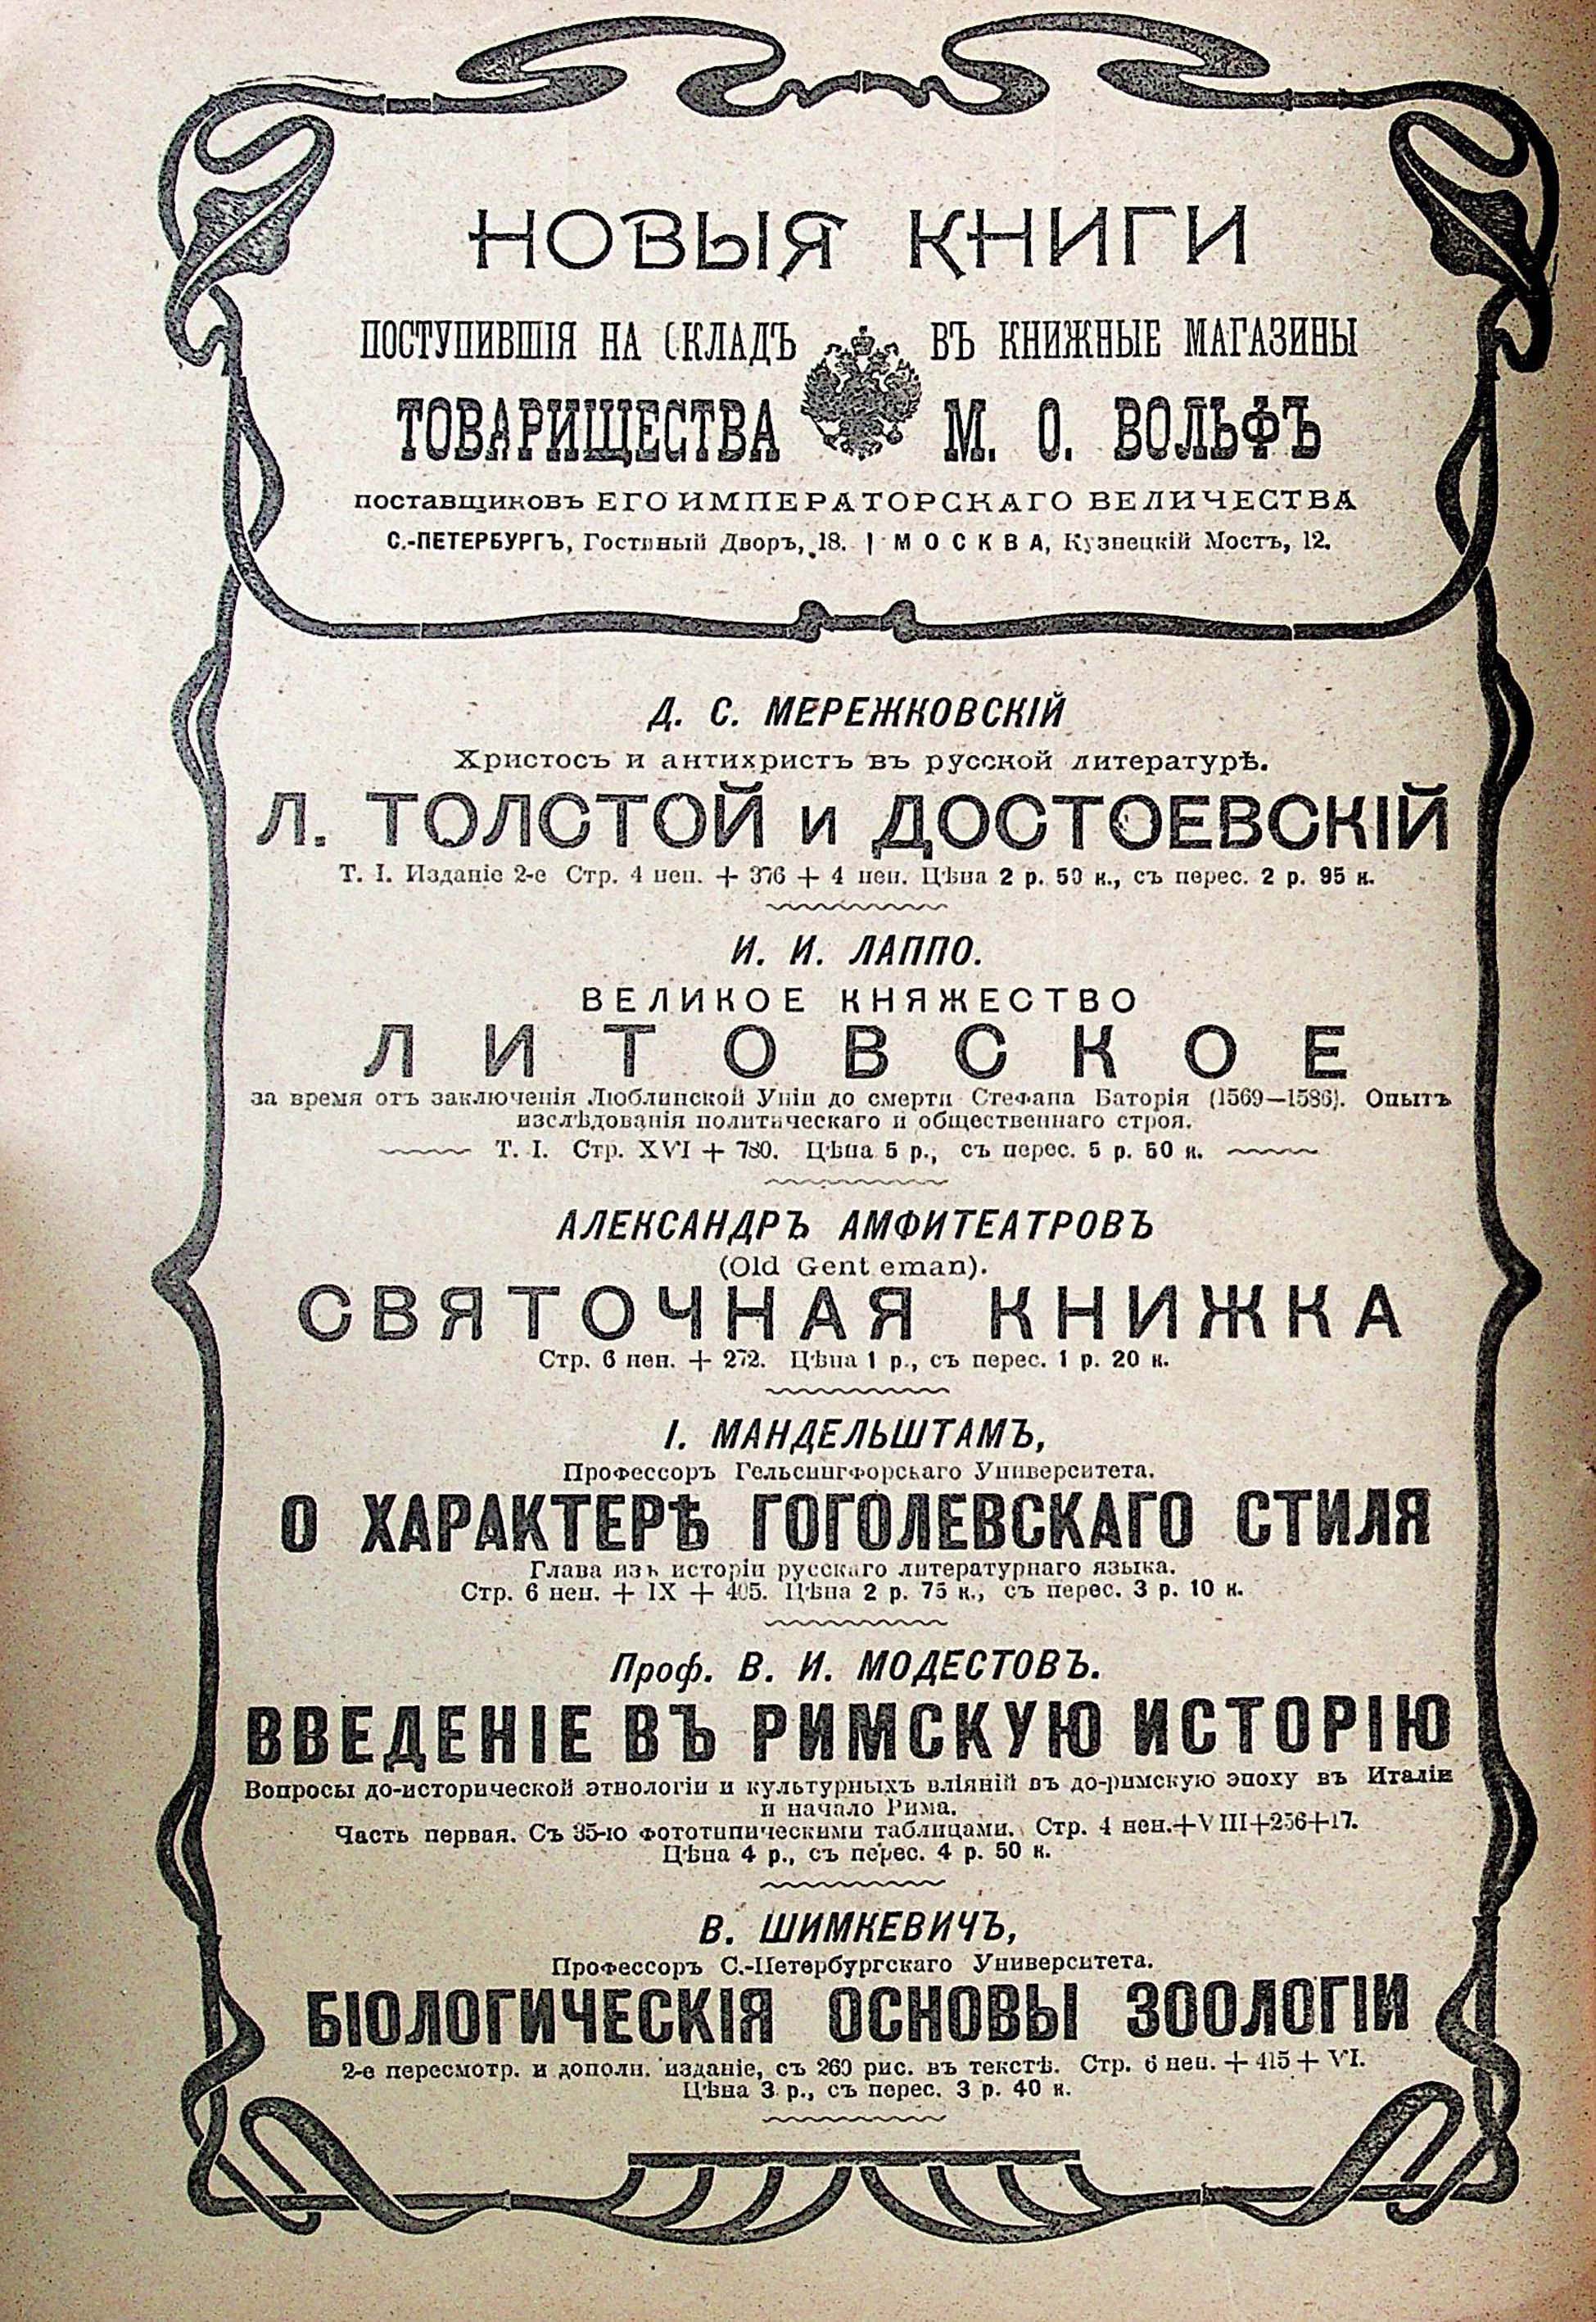 НОВЫЯ КНИГИ
ПОСТУПИВШІЯ НА СКЛАДЪ ВЪ КНИЖНЫЕ МАГАЗИНЫ
ТОВАРИЩЕСТВА М. О. ВОЛЬФЪ
поставщиковъ ЕГО ИМПЕРАТОРСКАГО ВЕЛИЧЕСТВА
С.-ПЕТЕРБУРГЪ, Гостиный Дворъ, 18. | МОСКВА, Кузнецкій Мостъ, 12.
Д. С. МЕРЕЖКОВСКІЙ
Христосъ и антихристъ въ русской литературѣ.
Л. ТОЛСТОЙ и ДОСТОЕВСКІЙ
Т. I. Изданіе 2-е Стр. 4 нен. + 376 + 4 нен. Цѣна 2 р. 50 к., съ перес. 2 р. 95 к.
И. И. ЛАППО.
ВЕЛИКОЕ КНЯЖЕСТВО
ЛИТОВСКОЕ
за время отъ заключенія Люблинской Уніи до смерти Стефана Баторія (1569—1586). Опытъ
изслѣдованія политическаго и общественнаго строя.
Т. I. Стр. XVI + 780. Цѣна 5 р., съ перес. 5 р. 50 к.
АЛЕКСАНДРЪ АМФИТЕАТРОВЪ
(Old Gent eman).
СВЯТОЧНАЯ КНИЖКА
Стр. 6 нен. + 272. Цѣна 1 р., съ перес. 1 р. 20 к.
І. МАНДЕЛЬШТАМЪ,
Профессоръ Гельсингфорскаго Университета.
О ХАРАКТЕРѢ ГОГОЛЕВСКАГО СТИЛЯ
Глава изъ исторіи русскаго литературнаго языка.
Стр. 6 нен. + IX + 405. Цѣна 2 р. 75 к., съ перес. 3 р. 10 к.
Проф. В. И. МОДЕСТОВЪ.
ВВЕДЕНІЕ ВЪ РИМСКУЮ ИСТОРІЮ
Вопросы до-исторической этнологіи и культурныхъ вліяній въ до-римскую эпоху въ Италіи
и начало Рима.
Часть первая. Съ 35-ю фототипическими таблицами. Стр. 4 нен.+VIII+256+17.
Цѣна 4 р., съ перес. 4 р. 50 к.
В. ШИМКЕВИЧЪ,
Профессоръ С.-Петербургскаго Университета.
БІОЛОГИЧЕСКІЯ ОСНОВЫ ЗООЛОГІИ
2-е пересмотр. и дополн. изданіе, съ 260 рис. въ текстѣ. Стр. 6 нен. + 415 + VI.
Цѣна 3 р., съ перес. 3 р. 40 к.